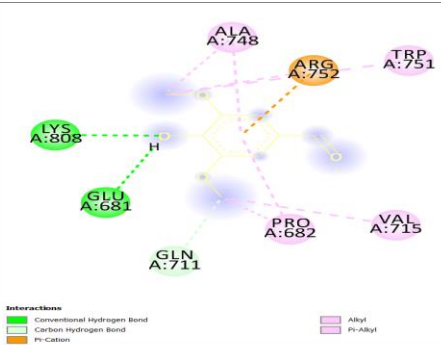 ALA
A:748
TRP
A:751
ARG
A:752
LYS
A:808
H
GLU
A:681
PRO
A:682
VAL
A:715
GLN
A:711
Interactions
Conventional Hydrogen Bond
Carbon Hydrogen Bond
Pi-Cation
Alkyl
Pi-Alkyl